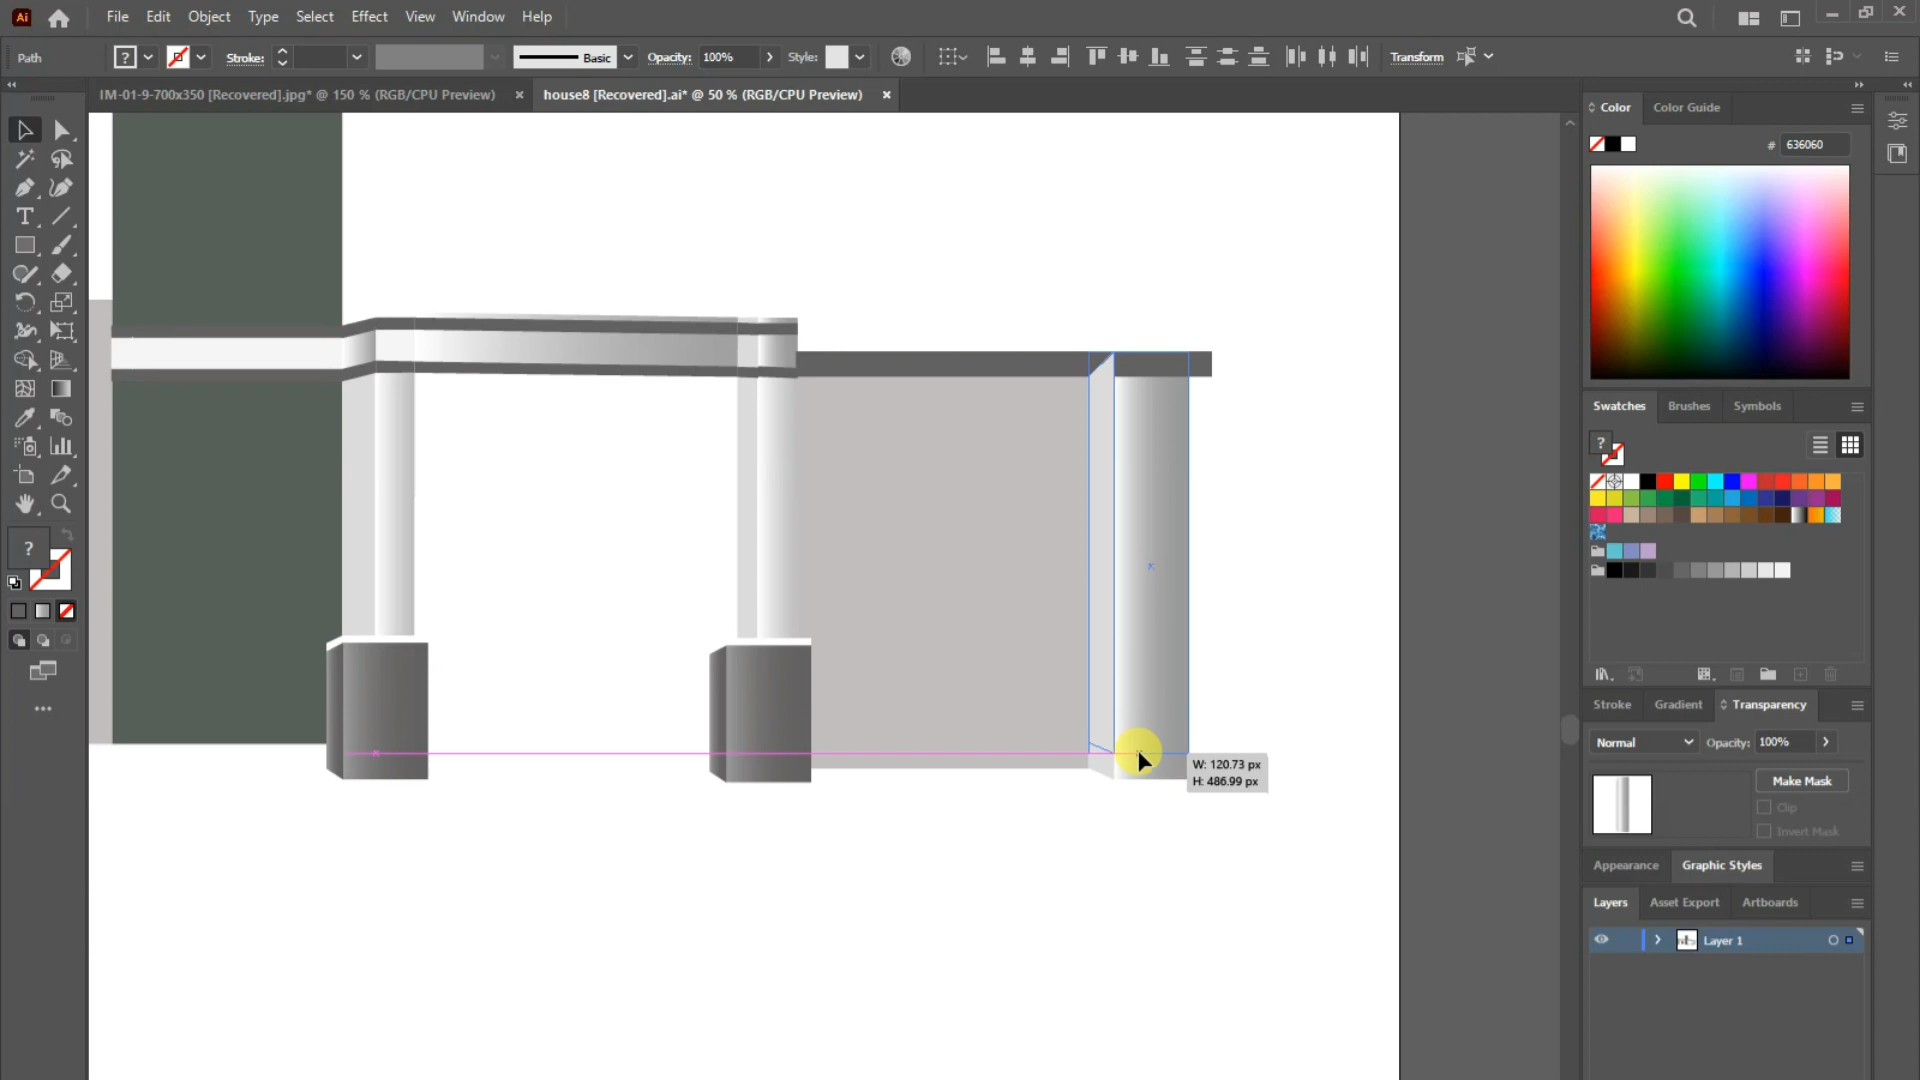 Ai File Edit Object Type Select Effect View Window Help
Path ? Stroke: Basic Opacity: 100% Style: Transform
IM-01-9-700x350 [Recovered].jpg* @ 150 % (RGB/CPU Preview) × house8 [Recovered].ai* @ 50 % (RGB/CPU Preview) ×
Color Color Guide
# 636060
Swatches Brushes Symbols
?
?
Stroke Gradient Transparency
Normal Opacity: 100%
W: 120.73 px
H: 486.99 px
Make Mask
Clip
Invert Mask
Appearance Graphic Styles
Layers Asset Export Artboards
Layer 1